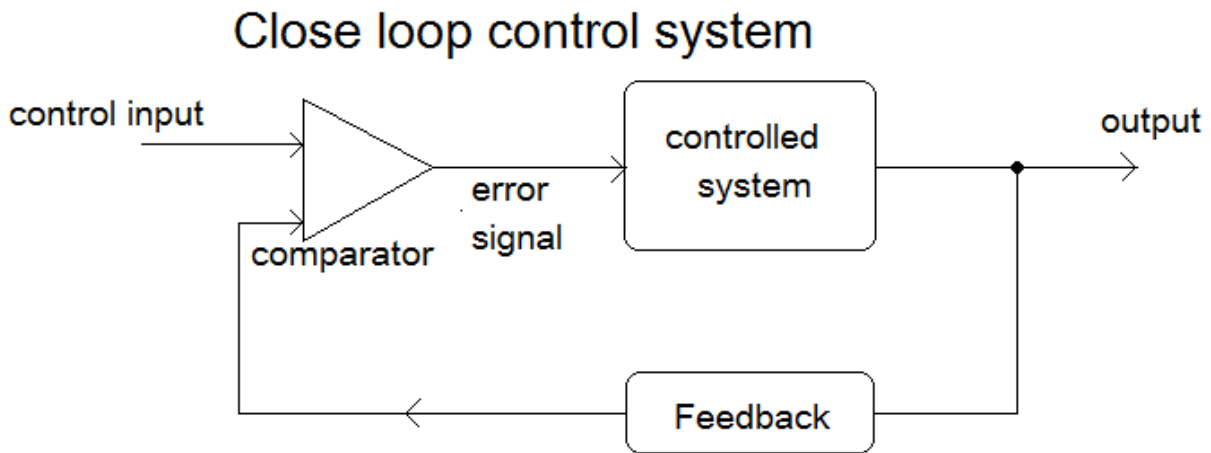 Close loop control system
control input
controlled
system
output
error
signal
comparator
Feedback